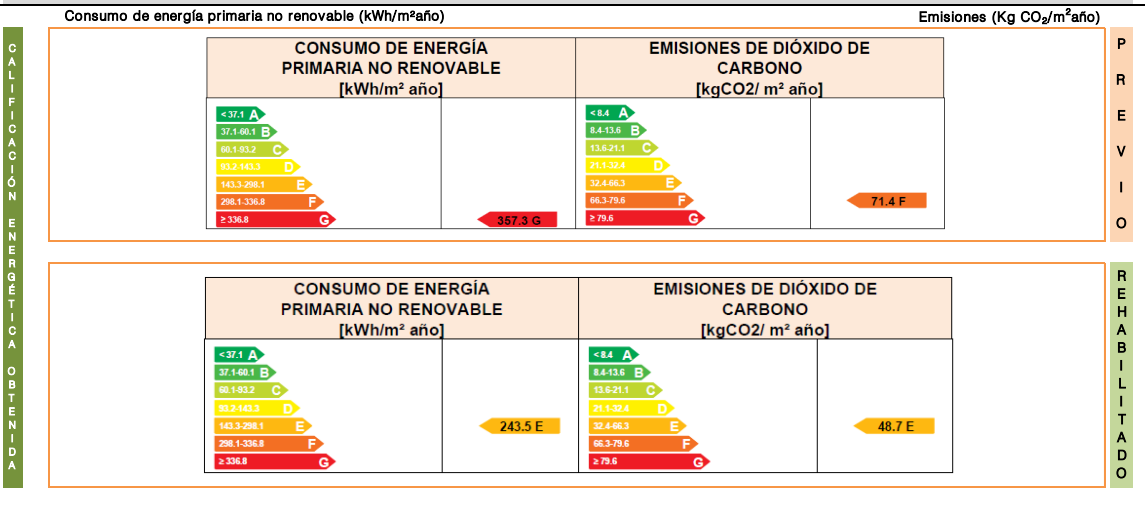 Consumo de energía primaria no renovable (kWh/m²año)
Emisiones (Kg CO₂/m²año)
CALIFICACIÓN ENERGÉTICA OBTENIDA
CONSUMO DE ENERGÍA
PRIMARIA NO RENOVABLE
[kWh/m² año]
EMISIONES DE DIÓXIDO DE
CARBONO
[kgCO2/ m² año]
PREVIO
< 37.1 A
37.1-60.1 B
60.1-93.2 C
93.2-143.3 D
143.3-298.1 E
298.1-336.8 F
≥ 336.8 G
357.3 G
< 8.4 A
8.4-13.6 B
13.6-21.1 C
21.1-32.4 D
32.4-66.3 E
66.3-79.6 F
≥ 79.6 G
71.4 F
CONSUMO DE ENERGÍA
PRIMARIA NO RENOVABLE
[kWh/m² año]
EMISIONES DE DIÓXIDO DE
CARBONO
[kgCO2/ m² año]
REHABILITADO
< 37.1 A
37.1-60.1 B
60.1-93.2 C
93.2-143.3 D
143.3-298.1 E
298.1-336.8 F
≥ 336.8 G
243.5 E
< 8.4 A
8.4-13.6 B
13.6-21.1 C
21.1-32.4 D
32.4-66.3 E
66.3-79.6 F
≥ 79.6 G
48.7 E